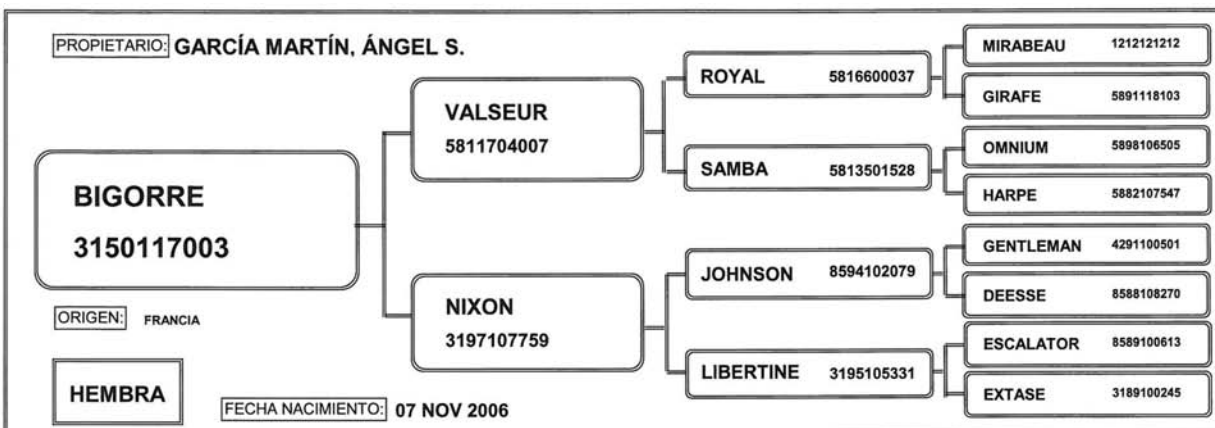 PROPIETARIO: GARCÍA MARTÍN, ÁNGEL S.
BIGORRE
3150117003
ORIGEN: FRANCIA
HEMBRA
FECHA NACIMIENTO: 07 NOV 2006
VALSEUR
5811704007
NIXON
3197107759
ROYAL 5816600037
SAMBA 5813501528
JOHNSON 8594102079
LIBERTINE 3195105331
MIRABEAU 1212121212
GIRAFE 5891118103
OMNIUM 5898106505
HARPE 5882107547
GENTLEMAN 4291100501
DEESSE 8588108270
ESCALATOR 8589100613
EXTASE 3189100245